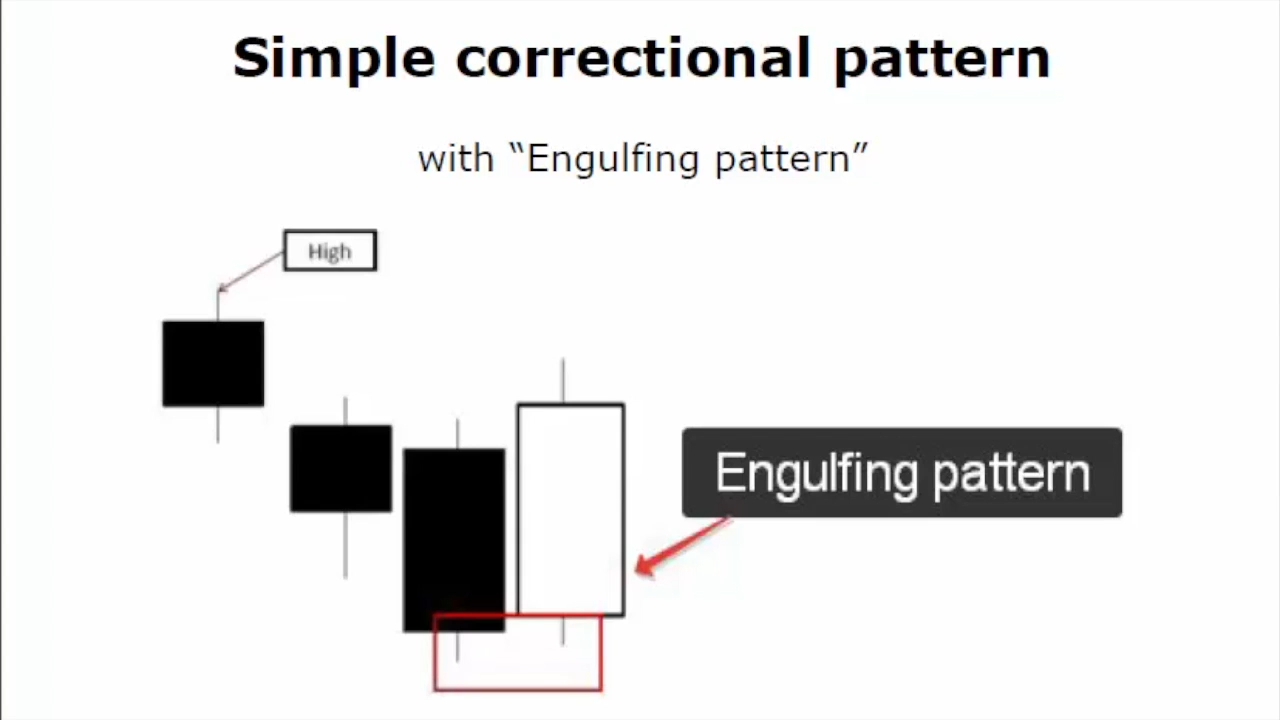 Simple correctional pattern
with “Engulfing pattern”
High
Engulfing pattern